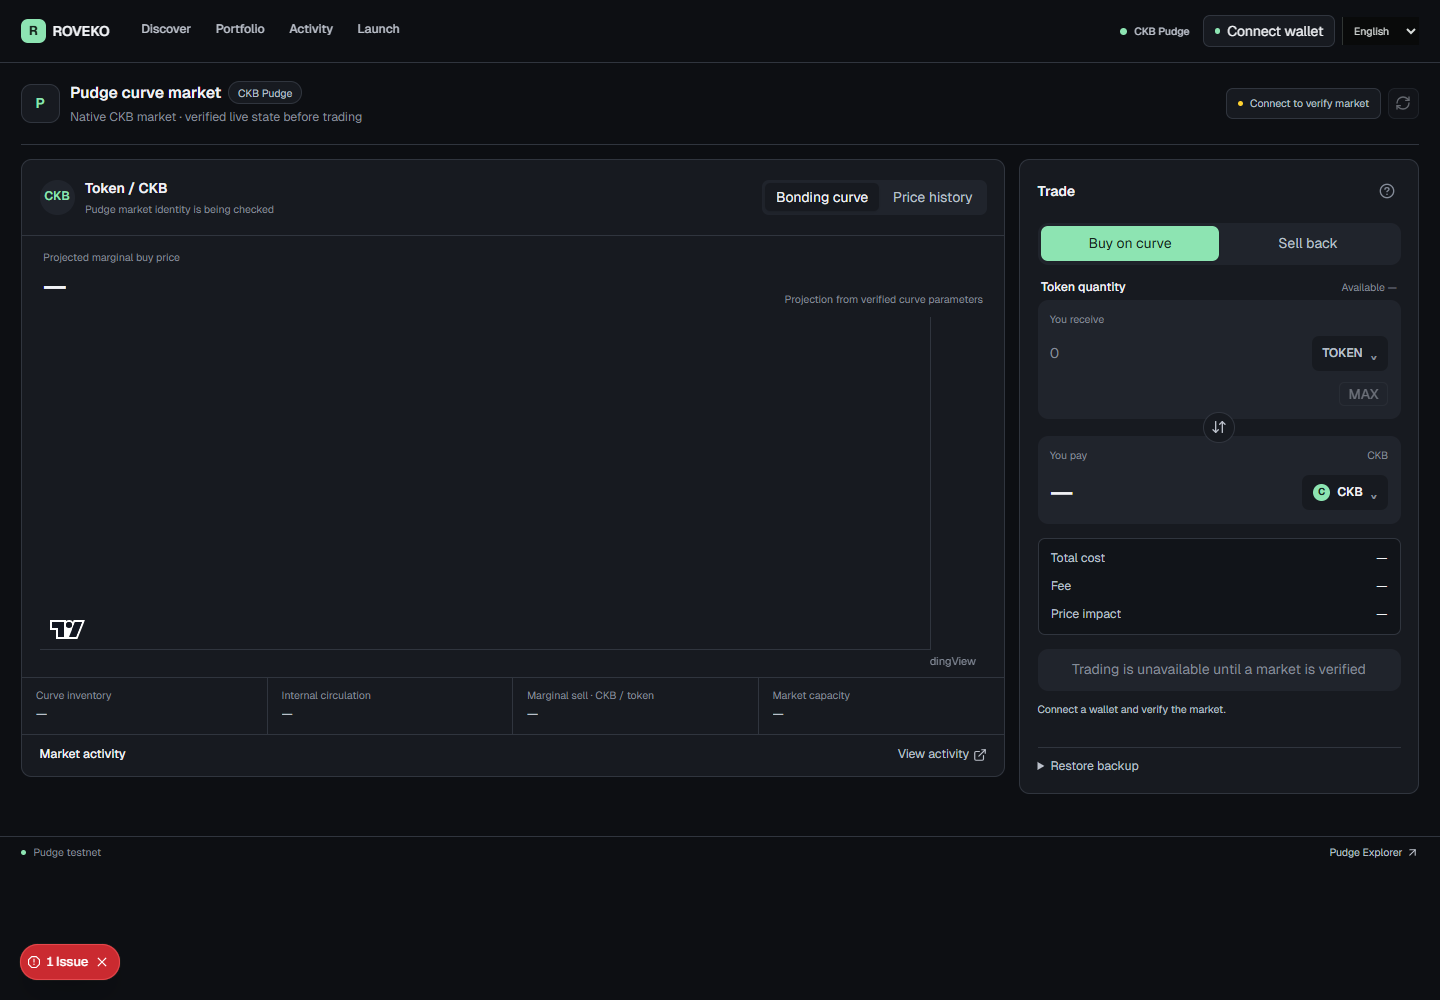 R ROVEKO Discover Portfolio Activity Launch CKB Pudge Connect wallet English
P Pudge curve market CKB Pudge
Native CKB market · verified live state before trading
Connect to verify market
CKB Token / CKB
Pudge market identity is being checked
Bonding curve Price history
Projected marginal buy price
—
Projection from verified curve parameters
dingView
Curve inventory
—
Internal circulation
—
Marginal sell · CKB / token
—
Market capacity
—
Market activity View activity
Trade
Buy on curve Sell back
Token quantity Available —
You receive
0 TOKEN
MAX
You pay CKB
— C CKB
Total cost —
Fee —
Price impact —
Trading is unavailable until a market is verified
Connect a wallet and verify the market.
Restore backup
Pudge testnet Pudge Explorer
1 Issue